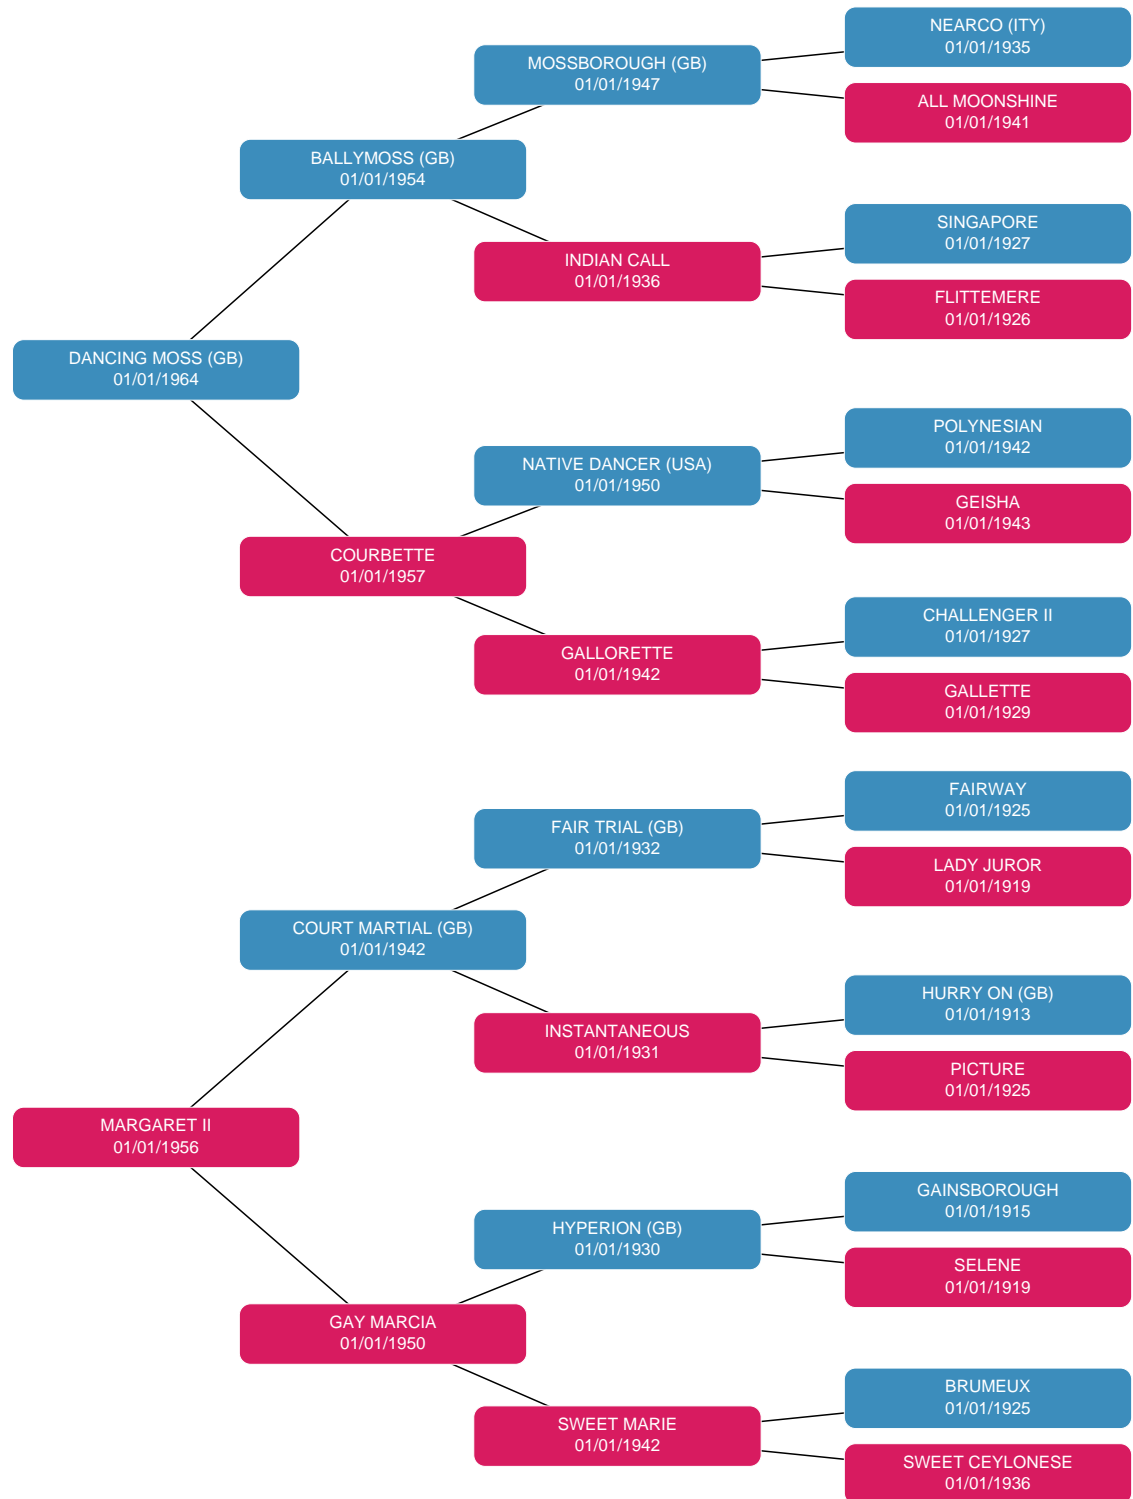 NEARCO (ITY)
01/01/1935
MOSSBOROUGH (GB)
01/01/1947
ALL MOONSHINE
01/01/1941
BALLYMOSS (GB)
01/01/1954
SINGAPORE
01/01/1927
INDIAN CALL
01/01/1936
FLITTEMERE
01/01/1926
DANCING MOSS (GB)
01/01/1964
POLYNESIAN
01/01/1942
NATIVE DANCER (USA)
01/01/1950
GEISHA
01/01/1943
COURBETTE
01/01/1957
CHALLENGER II
01/01/1927
GALLORETTE
01/01/1942
GALLETTE
01/01/1929
FAIRWAY
01/01/1925
FAIR TRIAL (GB)
01/01/1932
LADY JUROR
01/01/1919
COURT MARTIAL (GB)
01/01/1942
HURRY ON (GB)
01/01/1913
INSTANTANEOUS
01/01/1931
PICTURE
01/01/1925
MARGARET II
01/01/1956
GAINSBOROUGH
01/01/1915
HYPERION (GB)
01/01/1930
SELENE
01/01/1919
GAY MARCIA
01/01/1950
BRUMEUX
01/01/1925
SWEET MARIE
01/01/1942
SWEET CEYLONESE
01/01/1936